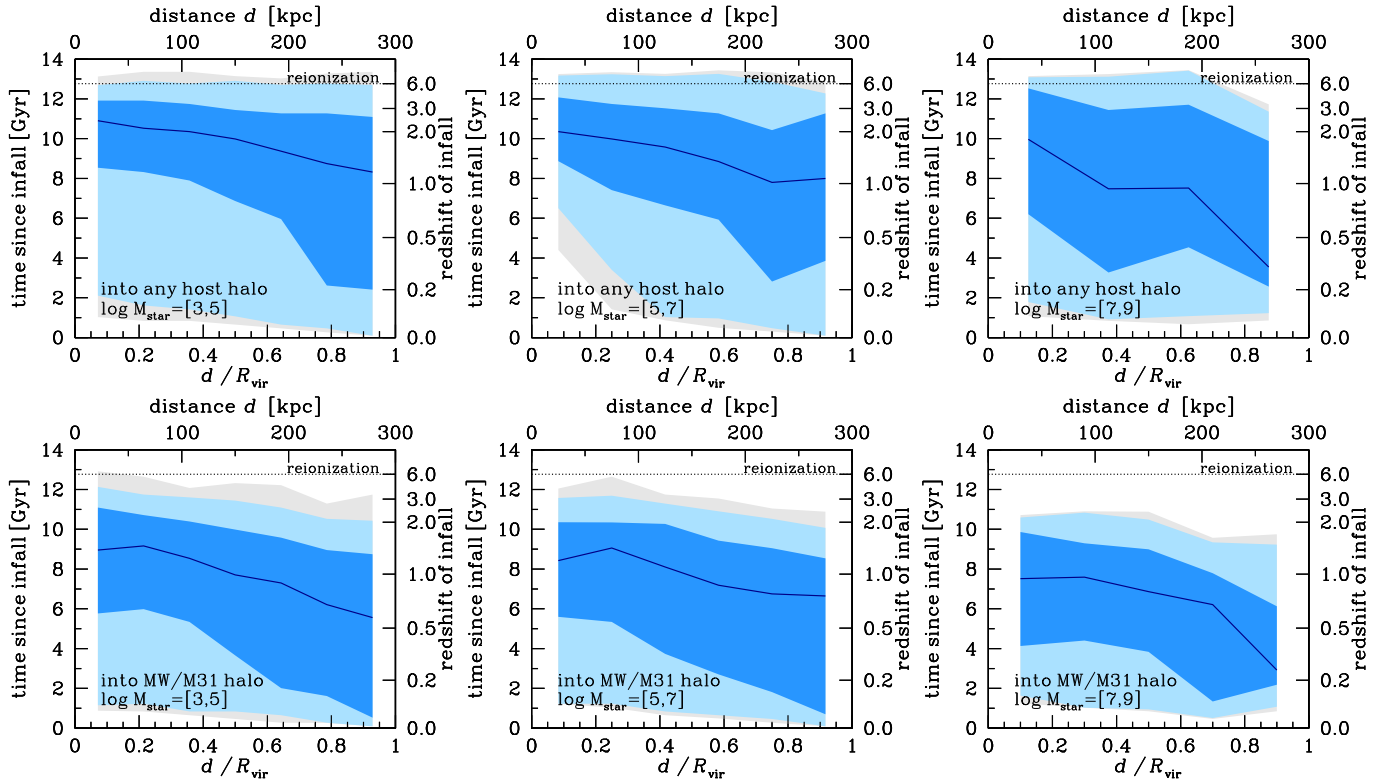 distance d [kpc]
0 100 200 300
time since infall [Gyr]
14
12
10
8
6
4
2
0
reionization
6.0
3.0
2.0
1.0
0.5
0.2
0.0
redshift of infall
into any host halo
log Mstar=[3,5]
0 0.2 0.4 0.6 0.8 1
d / Rvir
distance d [kpc]
0 100 200 300
time since infall [Gyr]
14
12
10
8
6
4
2
0
reionization
6.0
3.0
2.0
1.0
0.5
0.2
0.0
redshift of infall
into any host halo
log Mstar=[5,7]
0 0.2 0.4 0.6 0.8 1
d / Rvir
distance d [kpc]
0 100 200 300
time since infall [Gyr]
14
12
10
8
6
4
2
0
reionization
6.0
3.0
2.0
1.0
0.5
0.2
0.0
redshift of infall
into any host halo
log Mstar=[7,9]
0 0.2 0.4 0.6 0.8 1
d / Rvir
distance d [kpc]
0 100 200 300
time since infall [Gyr]
14
12
10
8
6
4
2
0
reionization
6.0
3.0
2.0
1.0
0.5
0.2
0.0
redshift of infall
into MW/M31 halo
log Mstar=[3,5]
0 0.2 0.4 0.6 0.8 1
d / Rvir
distance d [kpc]
0 100 200 300
time since infall [Gyr]
14
12
10
8
6
4
2
0
reionization
6.0
3.0
2.0
1.0
0.5
0.2
0.0
redshift of infall
into MW/M31 halo
log Mstar=[5,7]
0 0.2 0.4 0.6 0.8 1
d / Rvir
distance d [kpc]
0 100 200 300
time since infall [Gyr]
14
12
10
8
6
4
2
0
reionization
6.0
3.0
2.0
1.0
0.5
0.2
0.0
redshift of infall
into MW/M31 halo
log Mstar=[7,9]
0 0.2 0.4 0.6 0.8 1
d / Rvir